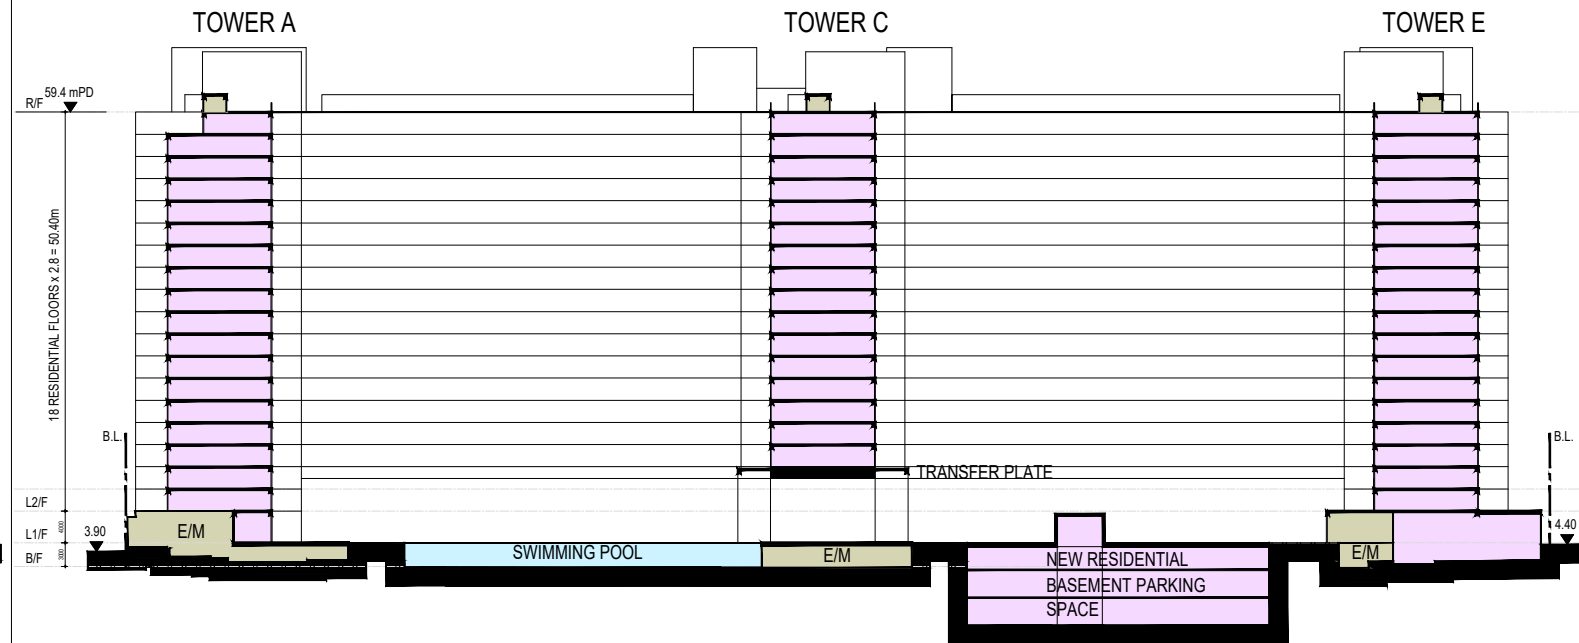 TOWER A
TOWER C
TOWER E
59.4 mPD
R/F
18 RESIDENTIAL FLOORS x 2.8 = 50.40m
B.L.
B.L.
TRANSFER PLATE
L2/F
L1/F
4000
3.90
E/M
4.40
B/F
3000
SWIMMING POOL
E/M
E/M
NEW RESIDENTIAL
BASEMENT PARKING
SPACE